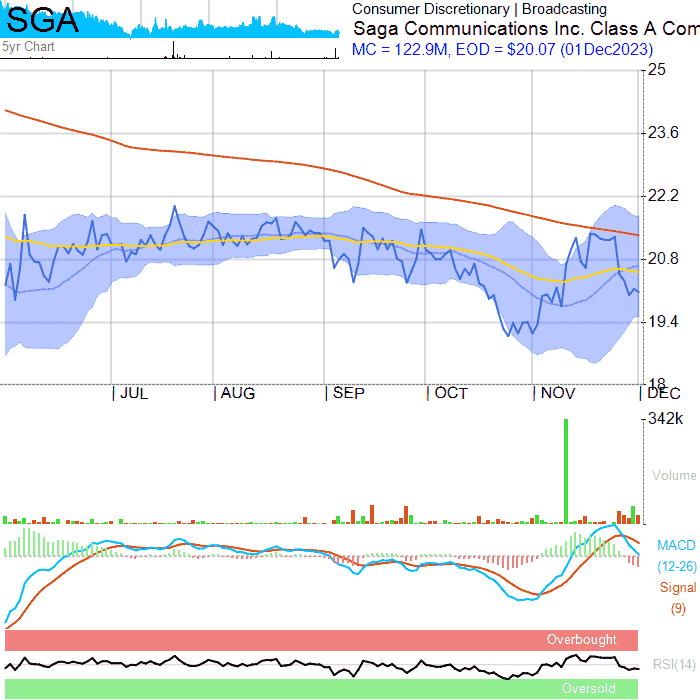 SGA
5yr Chart
Consumer Discretionary | Broadcasting
Saga Communications Inc. Class A Com
MC = 122.9M, EOD = $20.07 (01Dec2023)
25
23.6
22.2
20.8
19.4
18
JUL AUG SEP OCT NOV DEC
342k
Volume
MACD
(12-26)
Signal
(9)
Overbought
RSI(14)
Oversold